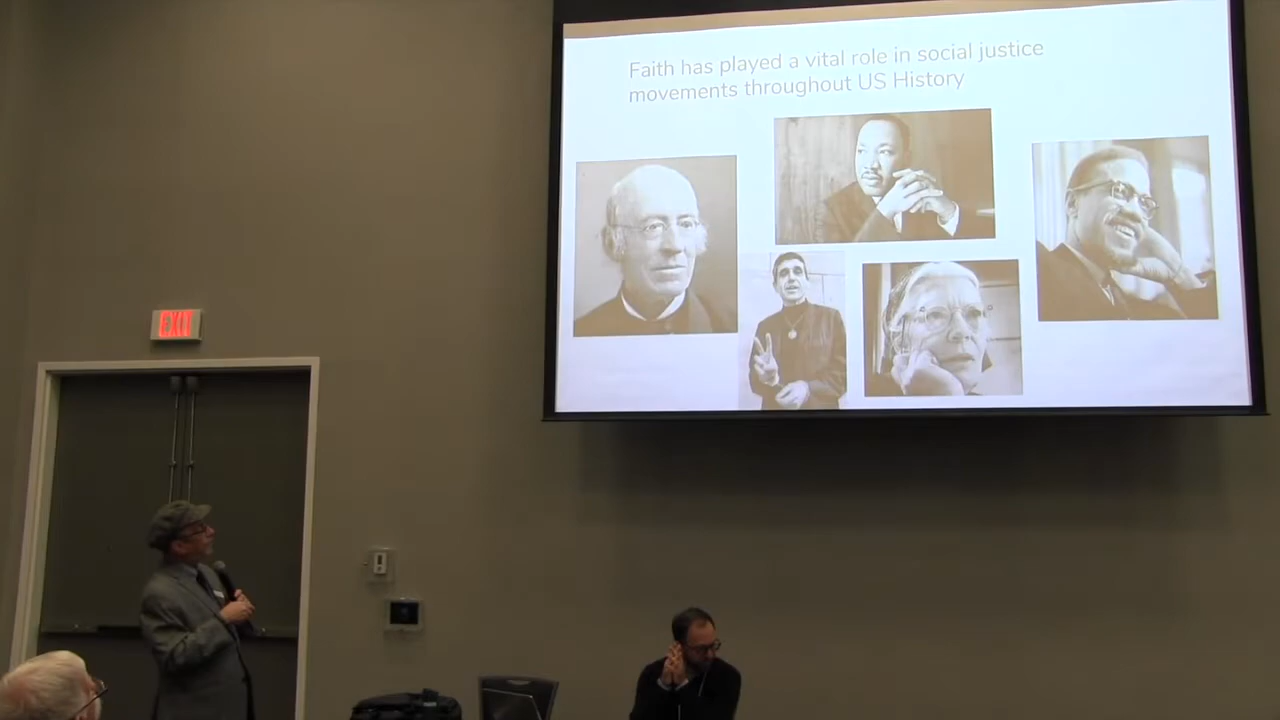 Faith has played a vital role in social justice
movements throughout US History
EXIT